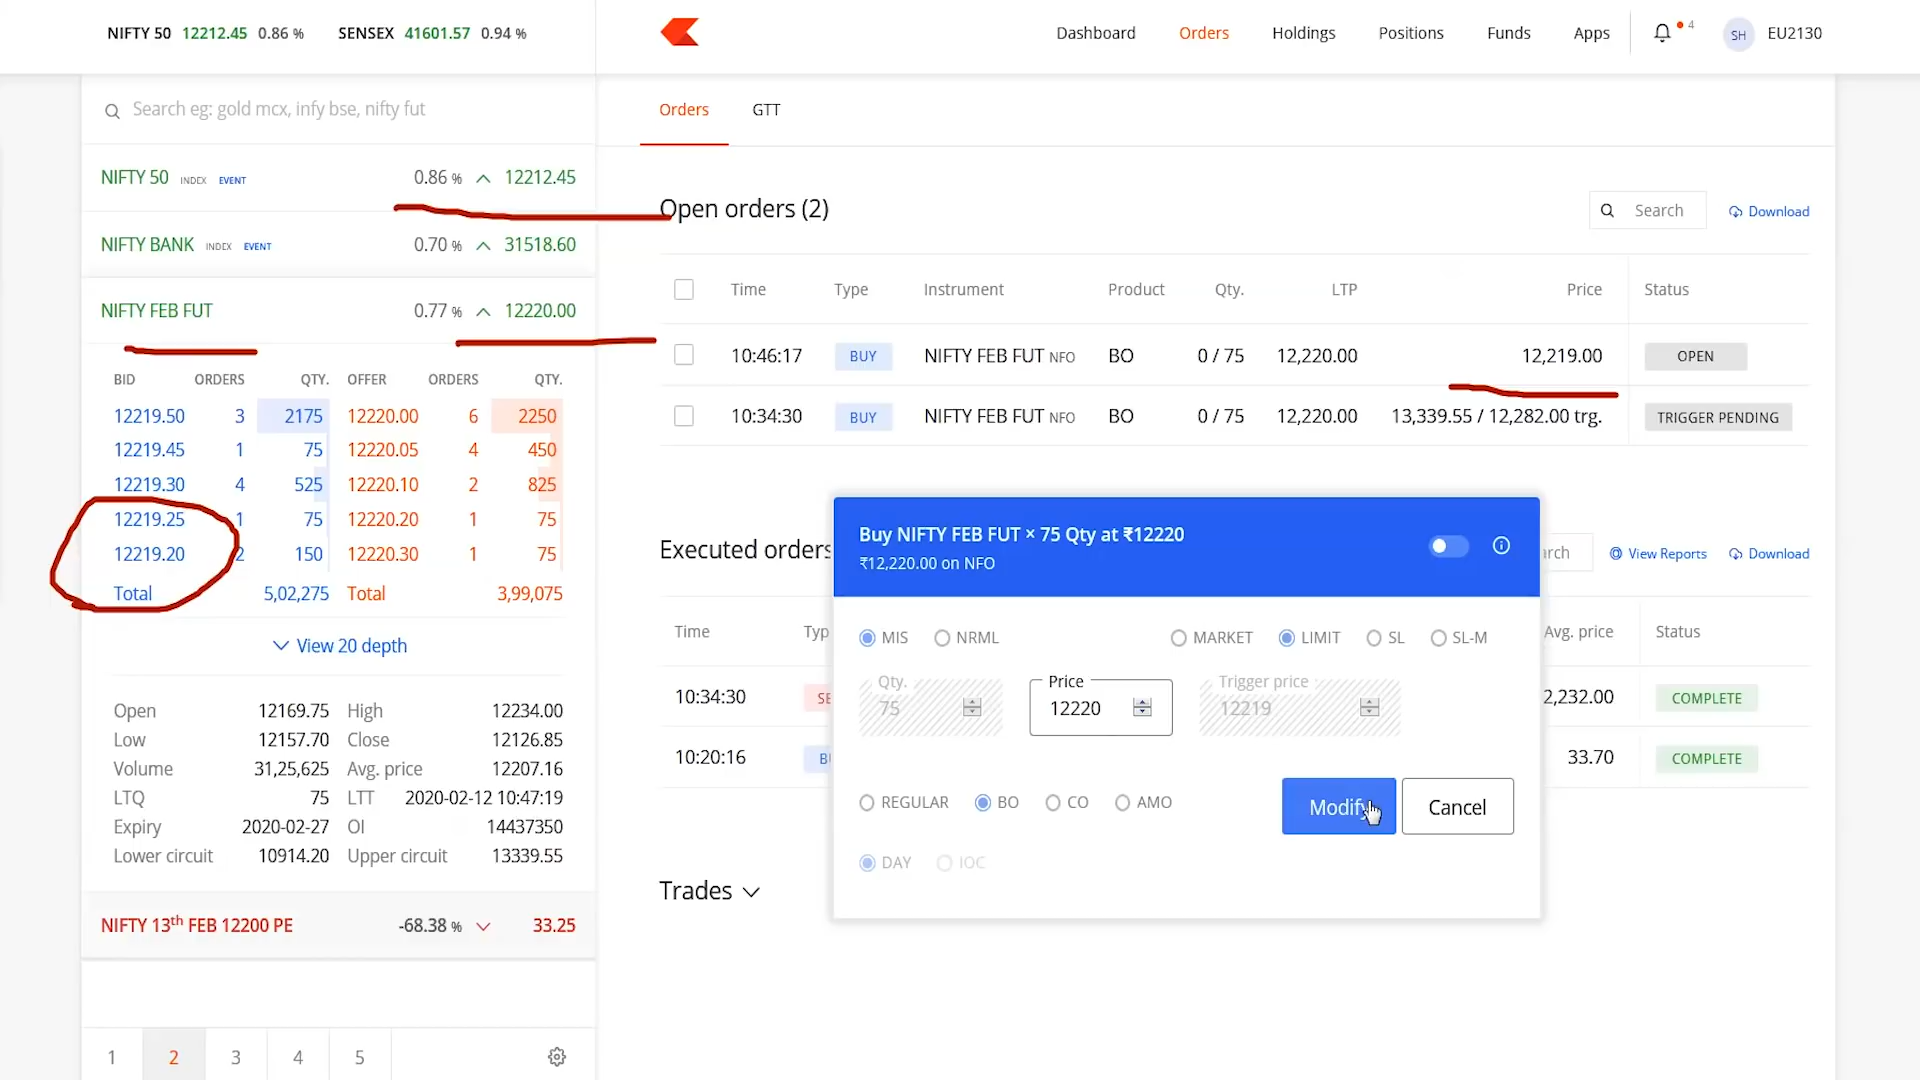 NIFTY 50 12212.45 0.86 % SENSEX 41601.57 0.94 %
Dashboard Orders Holdings Positions Funds Apps 4 SH EU2130
Search eg: gold mcx, infy bse, nifty fut
NIFTY 50 INDEX EVENT 0.86 % 12212.45
NIFTY BANK INDEX EVENT 0.70 % 31518.60
NIFTY FEB FUT 0.77 % 12220.00
BID ORDERS QTY. OFFER ORDERS QTY.
12219.50 3 2175 12220.00 6 2250
12219.45 1 75 12220.05 4 450
12219.30 4 525 12220.10 2 825
12219.25 1 75 12220.20 1 75
12219.20 2 150 12220.30 1 75
Total 5,02,275 Total 3,99,075
View 20 depth
Open 12169.75 High 12234.00
Low 12157.70 Close 12126.85
Volume 31,25,625 Avg. price 12207.16
LTQ 75 LTT 2020-02-12 10:47:19
Expiry 2020-02-27 OI 14437350
Lower circuit 10914.20 Upper circuit 13339.55
NIFTY 13th FEB 12200 PE -68.38 % 33.25
1 2 3 4 5
Orders GTT
Open orders (2) Search Download
Time Type Instrument Product Qty. LTP Price Status
10:46:17 BUY NIFTY FEB FUT NFO BO 0 / 75 12,220.00 12,219.00 OPEN
10:34:30 BUY NIFTY FEB FUT NFO BO 0 / 75 12,220.00 13,339.55 / 12,282.00 trg. TRIGGER PENDING
Executed orders arch View Reports Download
Time Typ Avg. price Status
10:34:30 SE 2,232.00 COMPLETE
10:20:16 BU 33.70 COMPLETE
Trades
Buy NIFTY FEB FUT × 75 Qty at ₹12220
₹12,220.00 on NFO
MIS NRML MARKET LIMIT SL SL-M
Qty. Price Trigger price
75 12220 12219
REGULAR BO CO AMO Modify Cancel
DAY IOC